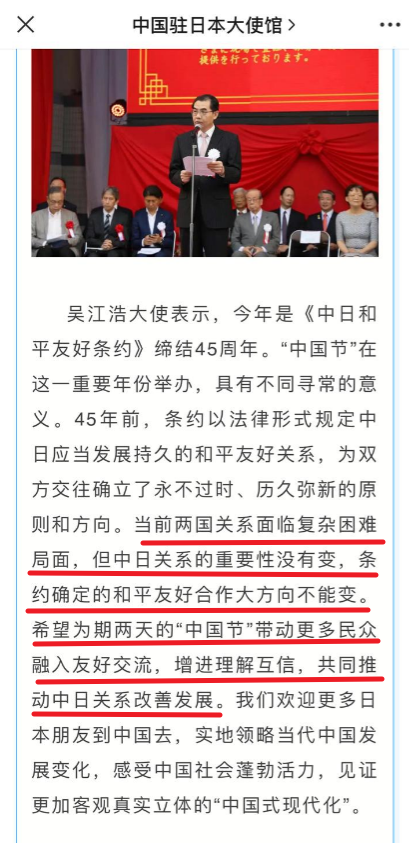 中国驻日本大使馆
提供を行っております。
吴江浩大使表示，今年是《中日和
平友好条约》缔结45周年。“中国节”在
这一重要年份举办，具有不同寻常的意
义。45年前，条约以法律形式规定中
日应当发展持久的和平友好关系，为双
方交往确立了永不过时、历久弥新的原
则和方向。当前两国关系面临复杂困难
局面，但中日关系的重要性没有变，条
约确定的和平友好合作大方向不能变。
希望为期两天的“中国节”带动更多民众
融入友好交流，增进理解互信，共同推
动中日关系改善发展。我们欢迎更多日
本朋友到中国去，实地领略当代中国发
展变化，感受中国社会蓬勃活力，见证
更加客观真实立体的“中国式现代化”。